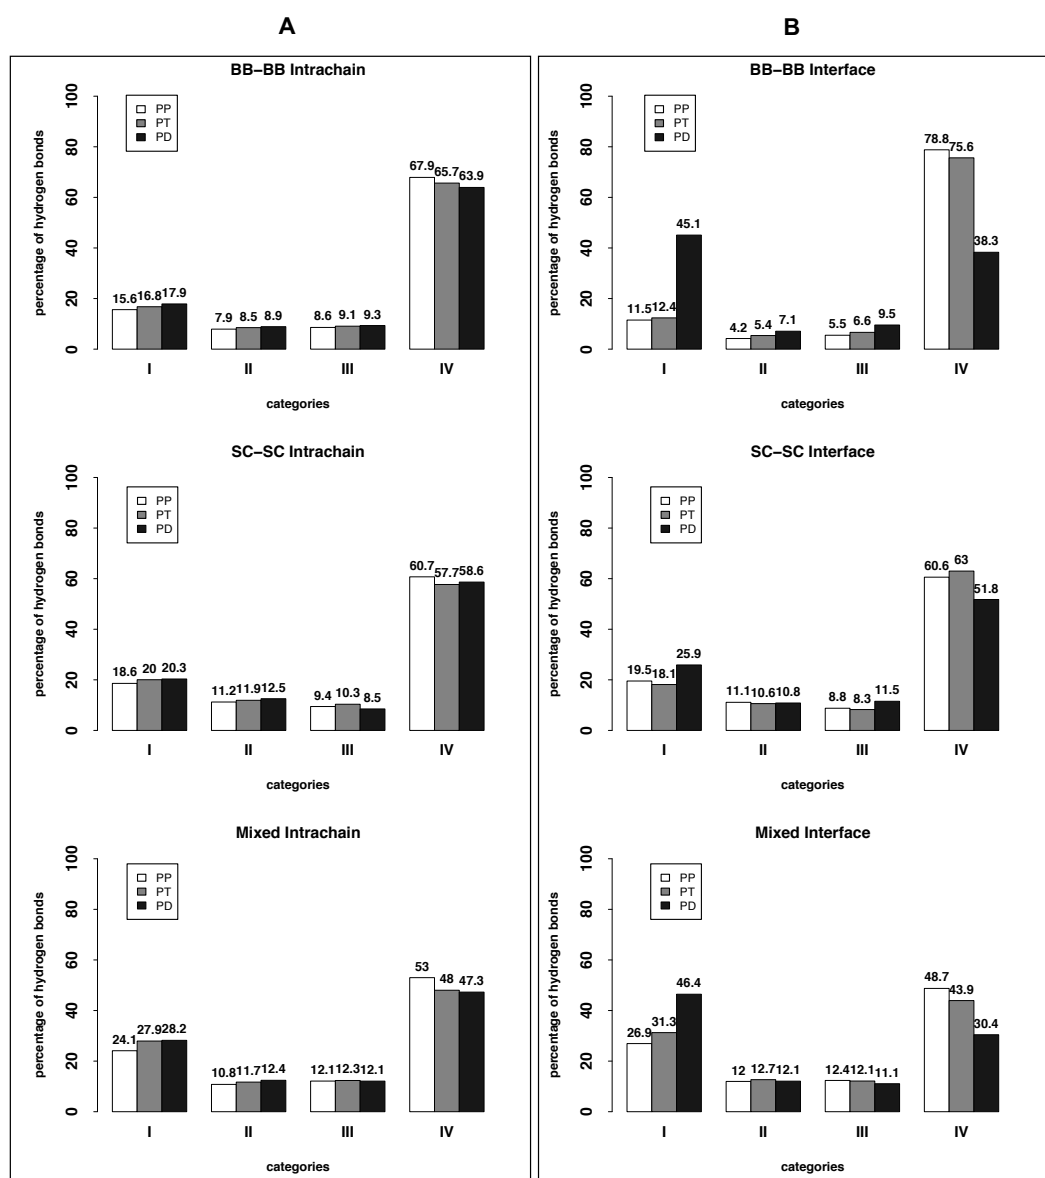 A
B
BB–BB Intrachain
percentage of hydrogen bonds
0 20 40 60 80 100
PP
PT
PD
15.6 16.8 17.9
7.9 8.5 8.9
8.6 9.1 9.3
67.9 65.7 63.9
I II III IV
categories
SC–SC Intrachain
percentage of hydrogen bonds
0 20 40 60 80 100
PP
PT
PD
18.6 20 20.3
11.2 11.9 12.5
9.4 10.3 8.5
60.7 57.7 58.6
I II III IV
categories
Mixed Intrachain
percentage of hydrogen bonds
0 20 40 60 80 100
PP
PT
PD
24.1 27.9 28.2
10.8 11.7 12.4
12.1 12.3 12.1
53 48 47.3
I II III IV
categories
BB–BB Interface
percentage of hydrogen bonds
0 20 40 60 80 100
PP
PT
PD
11.5 12.4 45.1
4.2 5.4 7.1
5.5 6.6 9.5
78.8 75.6 38.3
I II III IV
categories
SC–SC Interface
percentage of hydrogen bonds
0 20 40 60 80 100
PP
PT
PD
19.5 18.1 25.9
11.1 10.6 10.8
8.8 8.3 11.5
60.6 63 51.8
I II III IV
categories
Mixed Interface
percentage of hydrogen bonds
0 20 40 60 80 100
PP
PT
PD
26.9 31.3 46.4
12 12.7 12.1
12.4 12.1 11.1
48.7 43.9 30.4
I II III IV
categories